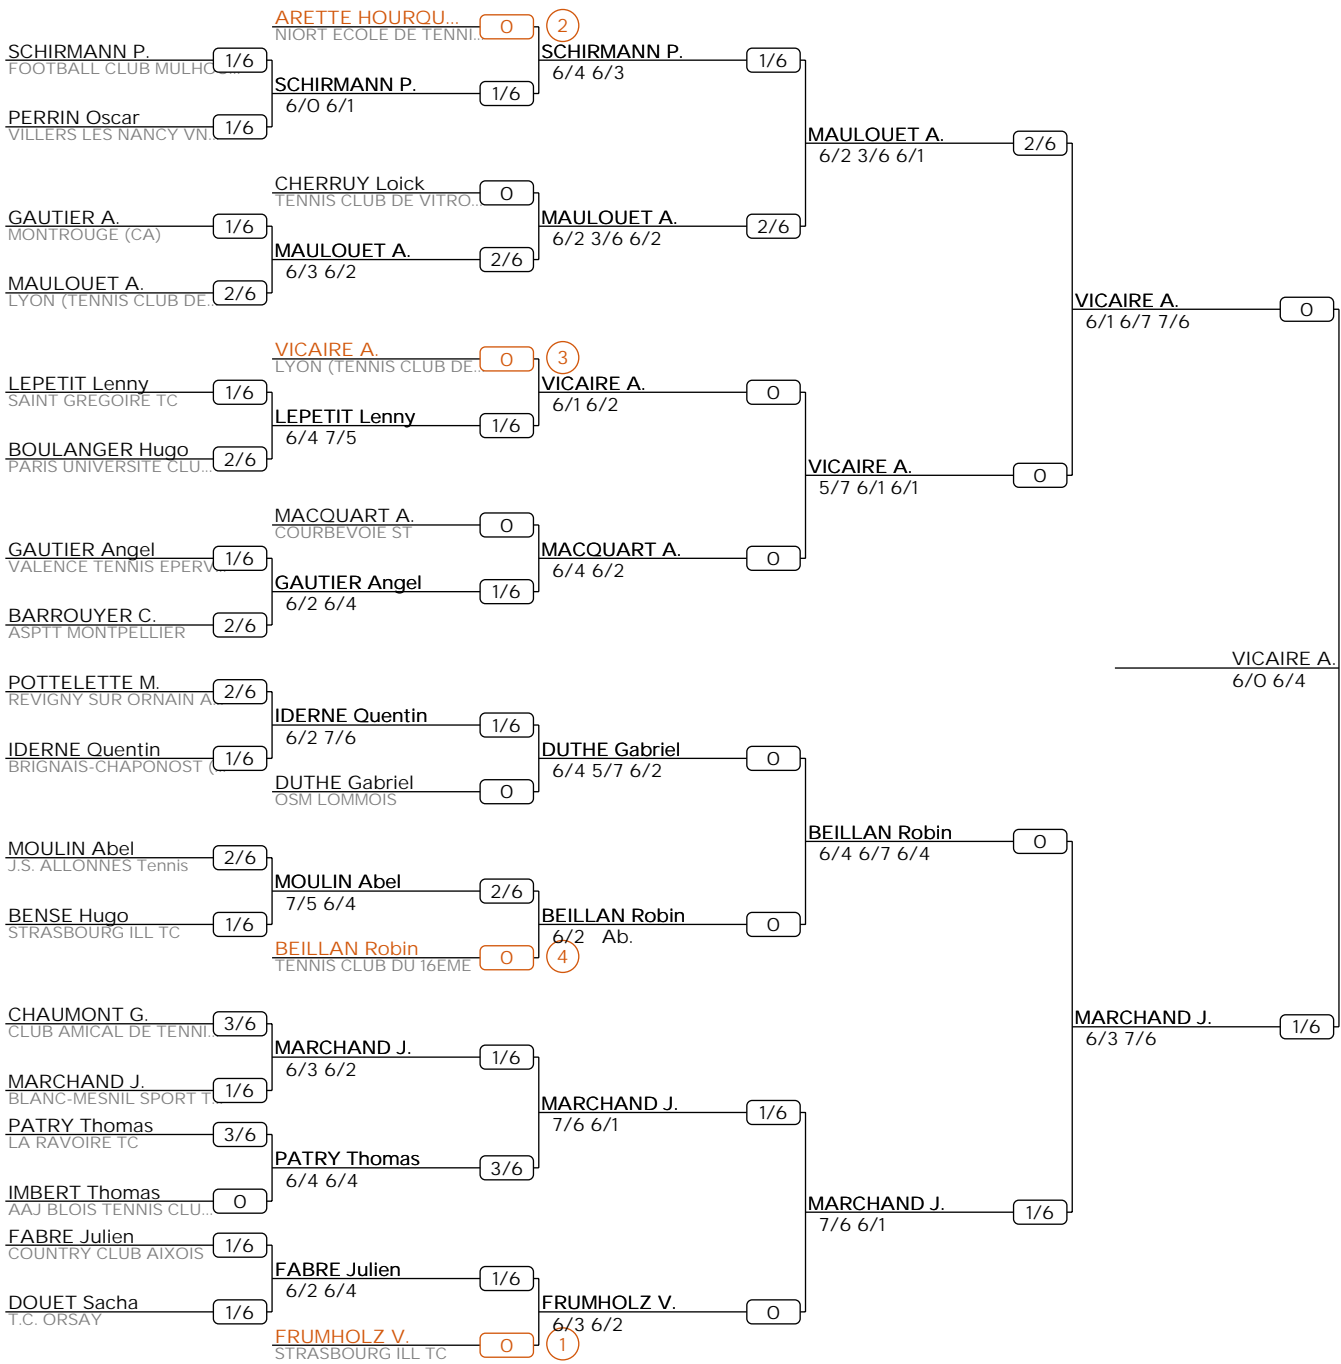 ARETTE HOURQU...
0
2
NIORT ECOLE DE TENNI...
SCHIRMANN P.
1/6
FOOTBALL CLUB MULHOU...
SCHIRMANN P.
1/6
6/0 6/1
PERRIN Oscar
1/6
VILLERS LES NANCY VN...
SCHIRMANN P.
1/6
6/4 6/3
CHERRUY Loick
0
TENNIS CLUB DE VITRO...
GAUTIER A.
1/6
MONTROUGE (CA)
MAULOUET A.
2/6
6/3 6/2
MAULOUET A.
2/6
LYON (TENNIS CLUB DE...
MAULOUET A.
2/6
6/2 3/6 6/2
MAULOUET A.
2/6
6/2 3/6 6/1
VICAIRE A.
0
3
LYON (TENNIS CLUB DE...
LEPETIT Lenny
1/6
SAINT GREGOIRE TC
LEPETIT Lenny
1/6
6/4 7/5
BOULANGER Hugo
2/6
PARIS UNIVERSITE CLU...
VICAIRE A.
0
6/1 6/2
MACQUART A.
0
COURBEVOIE ST
GAUTIER Angel
1/6
VALENCE TENNIS EPERV...
GAUTIER Angel
1/6
6/2 6/4
BARROUYER C.
2/6
ASPTT MONTPELLIER
MACQUART A.
0
6/4 6/2
VICAIRE A.
0
5/7 6/1 6/1
VICAIRE A.
0
6/1 6/7 7/6
VICAIRE A.
6/0 6/4
POTTELETTE M.
2/6
REVIGNY SUR ORNAIN A...
IDERNE Quentin
1/6
6/2 7/6
IDERNE Quentin
1/6
BRIGNAIS-CHAPONOST (...
DUTHE Gabriel
0
OSM LOMMOIS
DUTHE Gabriel
0
6/4 5/7 6/2
MOULIN Abel
2/6
J.S. ALLONNES Tennis
MOULIN Abel
2/6
7/5 6/4
BENSE Hugo
1/6
STRASBOURG ILL TC
BEILLAN Robin
0
4
TENNIS CLUB DU 16EME
BEILLAN Robin
0
6/2 Ab.
BEILLAN Robin
0
6/4 6/7 6/4
CHAUMONT G.
3/6
CLUB AMICAL DE TENNI...
MARCHAND J.
1/6
6/3 6/2
MARCHAND J.
1/6
BLANC-MESNIL SPORT T...
PATRY Thomas
3/6
LA RAVOIRE TC
PATRY Thomas
3/6
6/4 6/4
IMBERT Thomas
0
AAJ BLOIS TENNIS CLU...
MARCHAND J.
1/6
7/6 6/1
FABRE Julien
1/6
COUNTRY CLUB AIXOIS
FABRE Julien
1/6
6/2 6/4
DOUET Sacha
1/6
T.C. ORSAY
FRUMHOLZ V.
0
1
STRASBOURG ILL TC
FRUMHOLZ V.
0
6/3 6/2
MARCHAND J.
1/6
7/6 6/1
MARCHAND J.
1/6
6/3 7/6